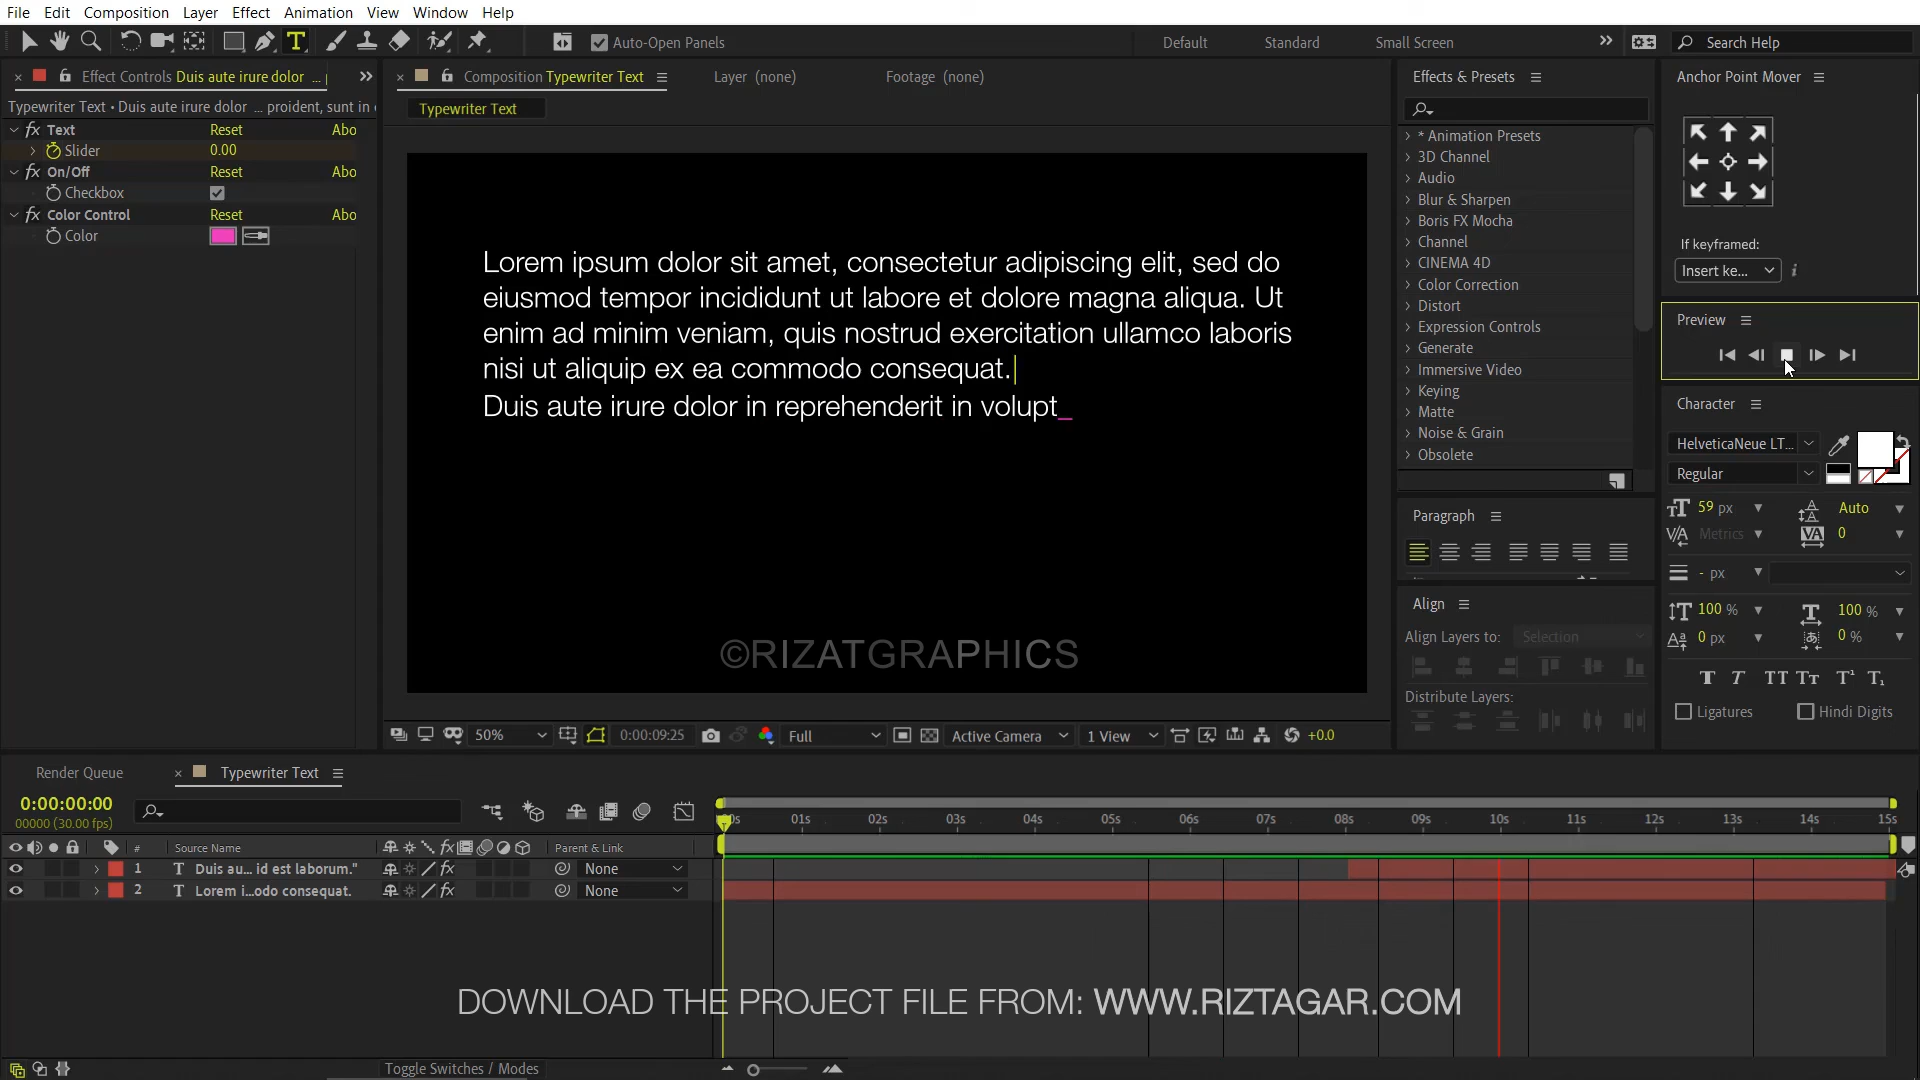 File Edit Composition Layer Effect Animation View Window Help
Auto-Open Panels Default Standard Small Screen Search Help
Effect Controls Duis aute irure dolor ...
Composition Typewriter Text Layer (none) Footage (none)
Typewriter Text • Duis aute irure dolor ... proident, sunt in
Typewriter Text
fx Text Reset Abo
Slider 0.00
fx On/Off Reset Abo
Checkbox
fx Color Control Reset Abo
Color
Lorem ipsum dolor sit amet, consectetur adipiscing elit, sed do
eiusmod tempor incididunt ut labore et dolore magna aliqua. Ut
enim ad minim veniam, quis nostrud exercitation ullamco laboris
nisi ut aliquip ex ea commodo consequat.|
Duis aute irure dolor in reprehenderit in volupt_
©RIZATGRAPHICS
50% 0:00:09:25 Full Active Camera 1 View +0.0
Effects & Presets
* Animation Presets
3D Channel
Audio
Blur & Sharpen
Boris FX Mocha
Channel
CINEMA 4D
Color Correction
Distort
Expression Controls
Generate
Immersive Video
Keying
Matte
Noise & Grain
Obsolete
Paragraph
Align
Align Layers to: Selection
Distribute Layers:
Anchor Point Mover
If keyframed:
Insert ke...
Preview
Character
HelveticaNeue LT...
Regular
59 px Auto
Metrics 0
- px
100 % 100 %
0 px 0 %
Ligatures Hindi Digits
Render Queue Typewriter Text
0:00:00:00
00000 (30.00 fps)
01s 02s 03s 04s 05s 06s 07s 08s 09s 10s 11s 12s 13s 14s 15s
# Source Name Parent & Link
1 T Duis au... id est laborum." None
2 T Lorem i...odo consequat. None
DOWNLOAD THE PROJECT FILE FROM: WWW.RIZTAGAR.COM
Toggle Switches / Modes